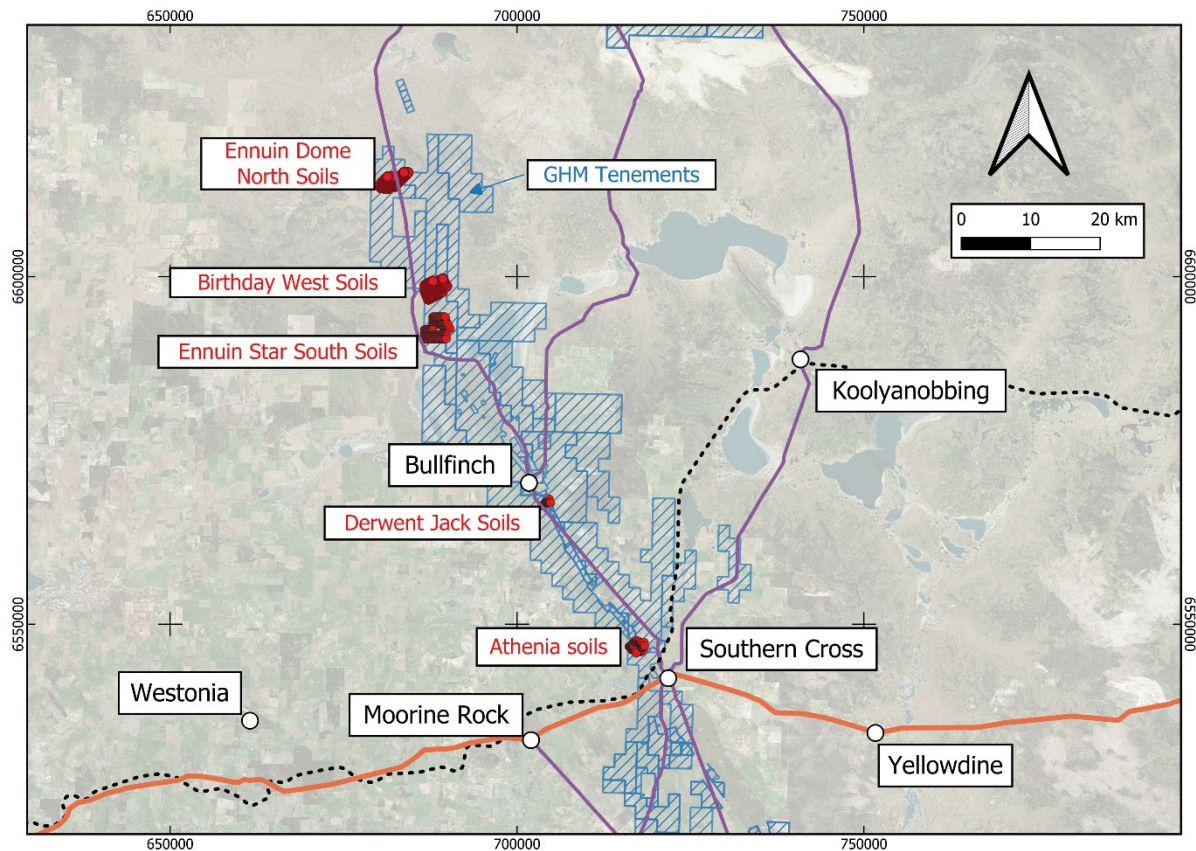 650000
700000
750000
Ennuin Dome
North Soils
GHM Tenements
0 10 20 km
Birthday West Soils
6600000
6600000
Ennuin Star South Soils
Koolyanobbing
Bullfinch
Derwent Jack Soils
6550000
6550000
Athenia soils
Southern Cross
Westonia
Moorine Rock
Yellowdine
650000
700000
750000